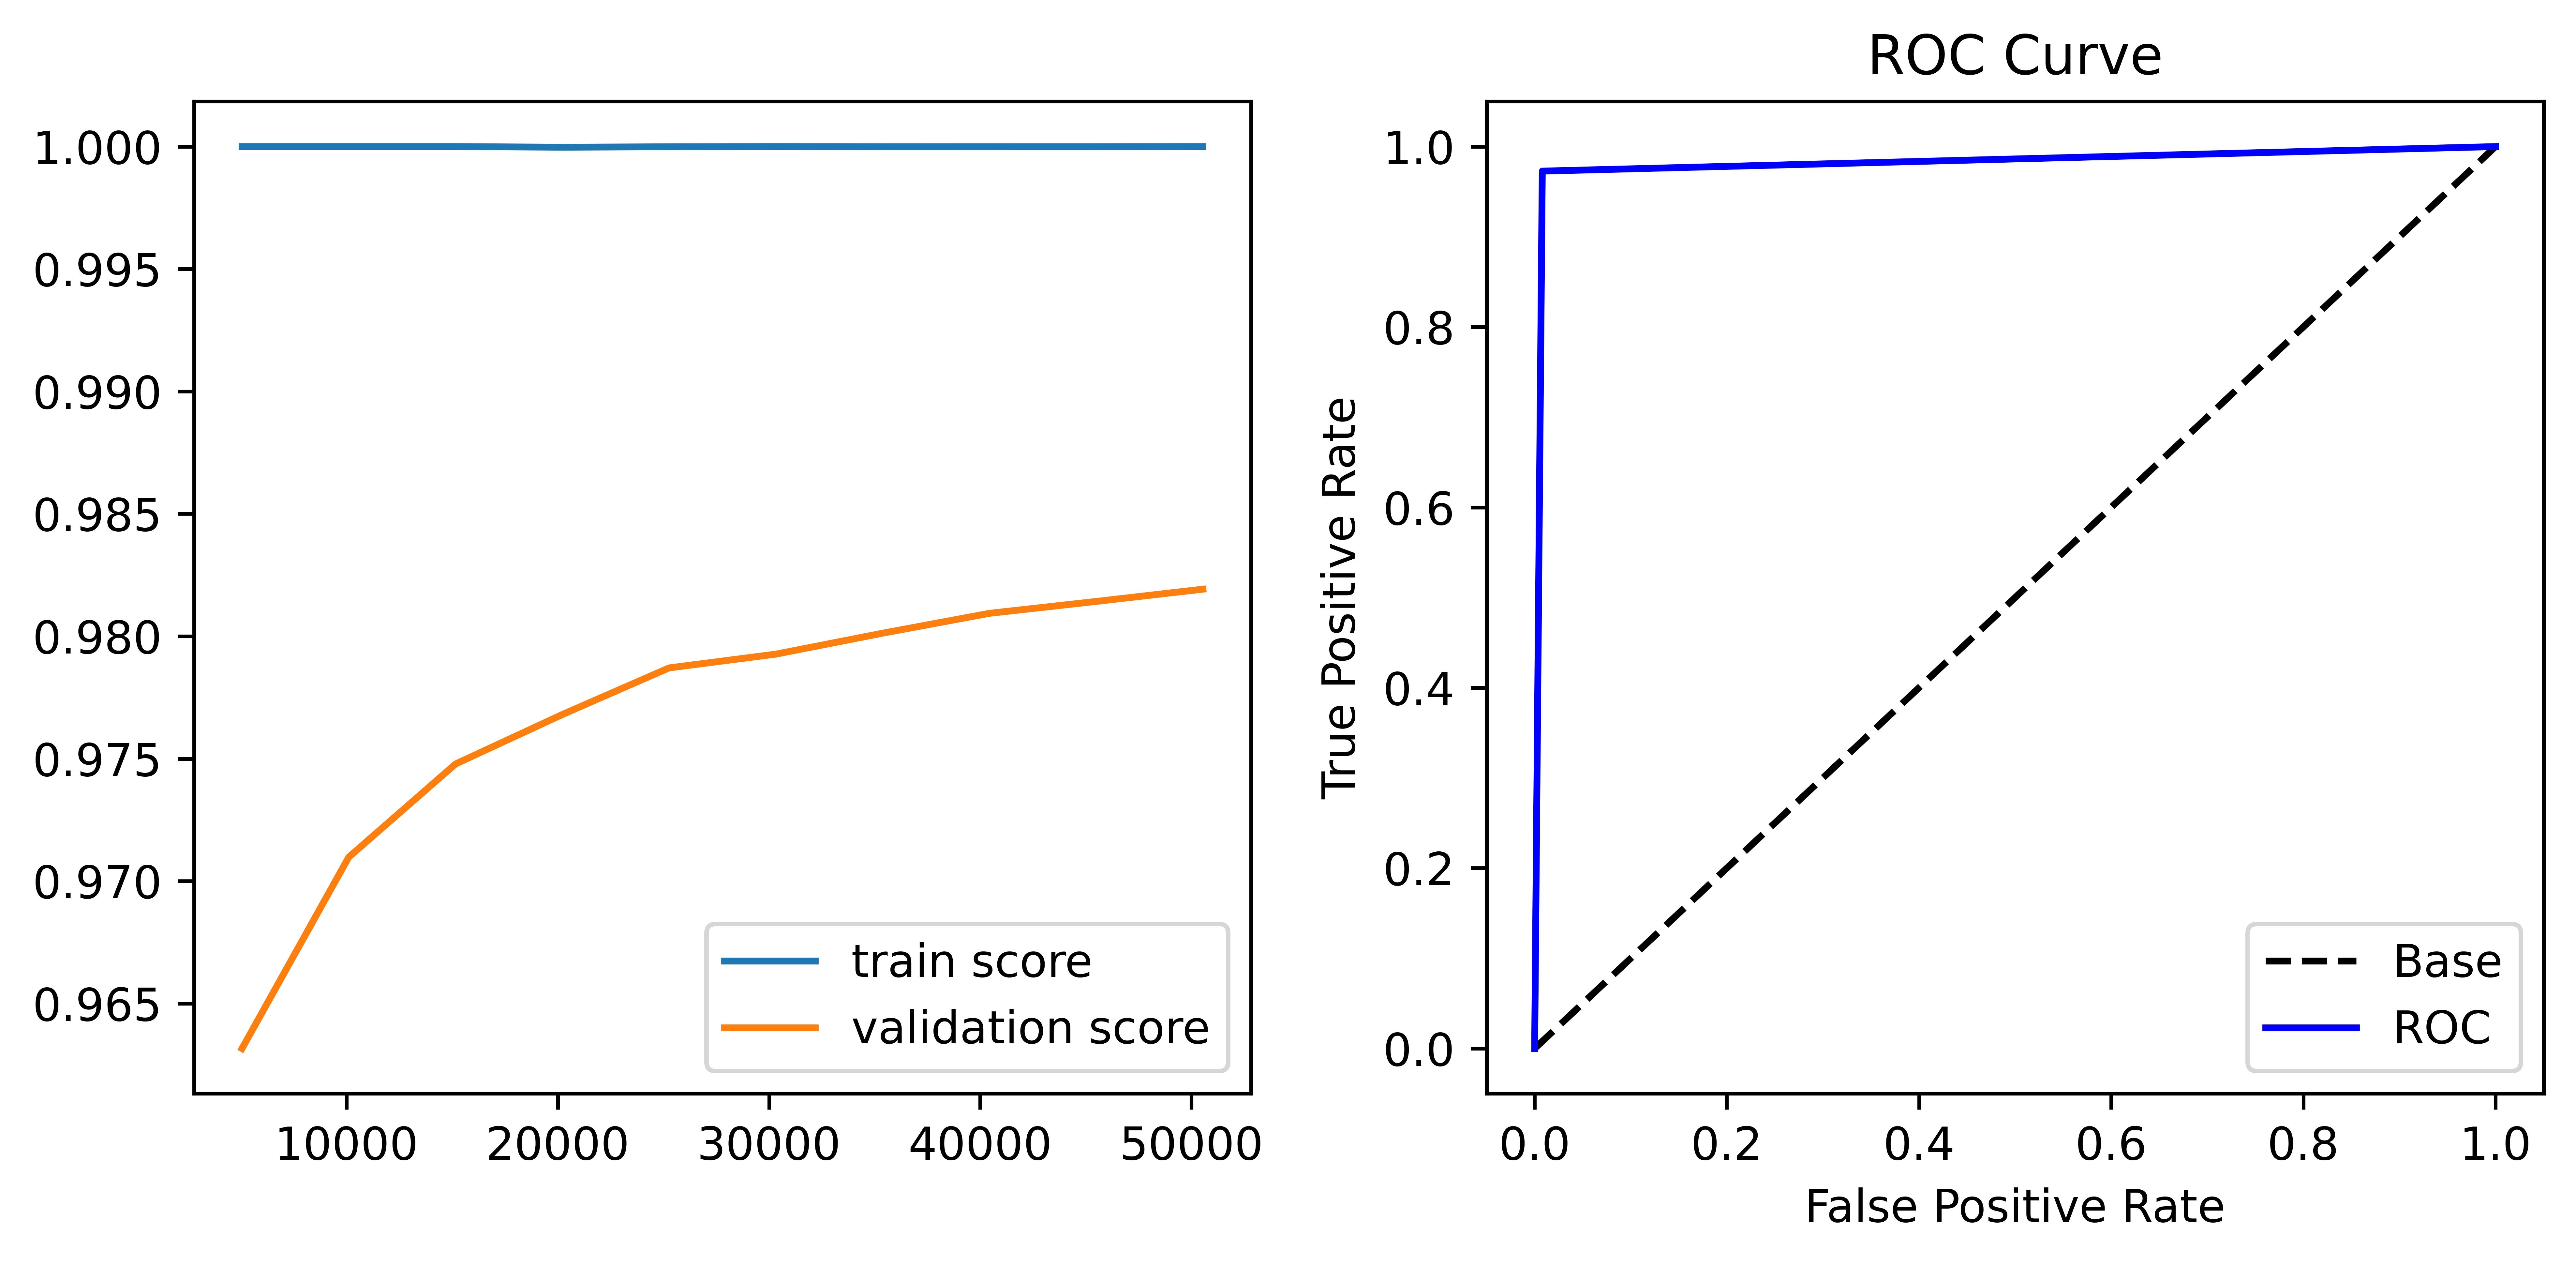 1.000
0.995
0.990
0.985
0.980
0.975
0.970
0.965
10000 20000 30000 40000 50000
train score
validation score
ROC Curve
True Positive Rate
1.0
0.8
0.6
0.4
0.2
0.0
0.0 0.2 0.4 0.6 0.8 1.0
False Positive Rate
Base
ROC